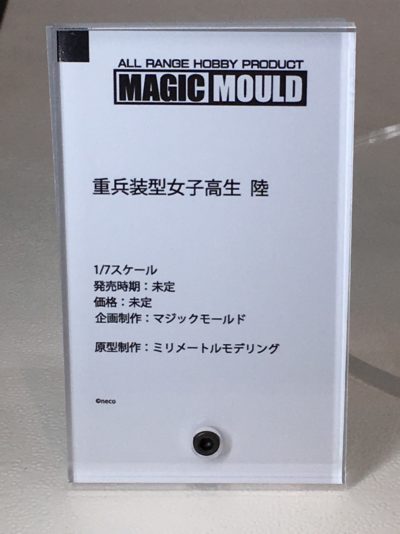 ALL RANGE HOBBY PRODUCT
MAGIC MOULD
重兵装型女子高生 陸
1/7スケール
発売時期：未定
価格：未定
企画制作：マジックモールド
原型制作：ミリメートルモデリング
©neco